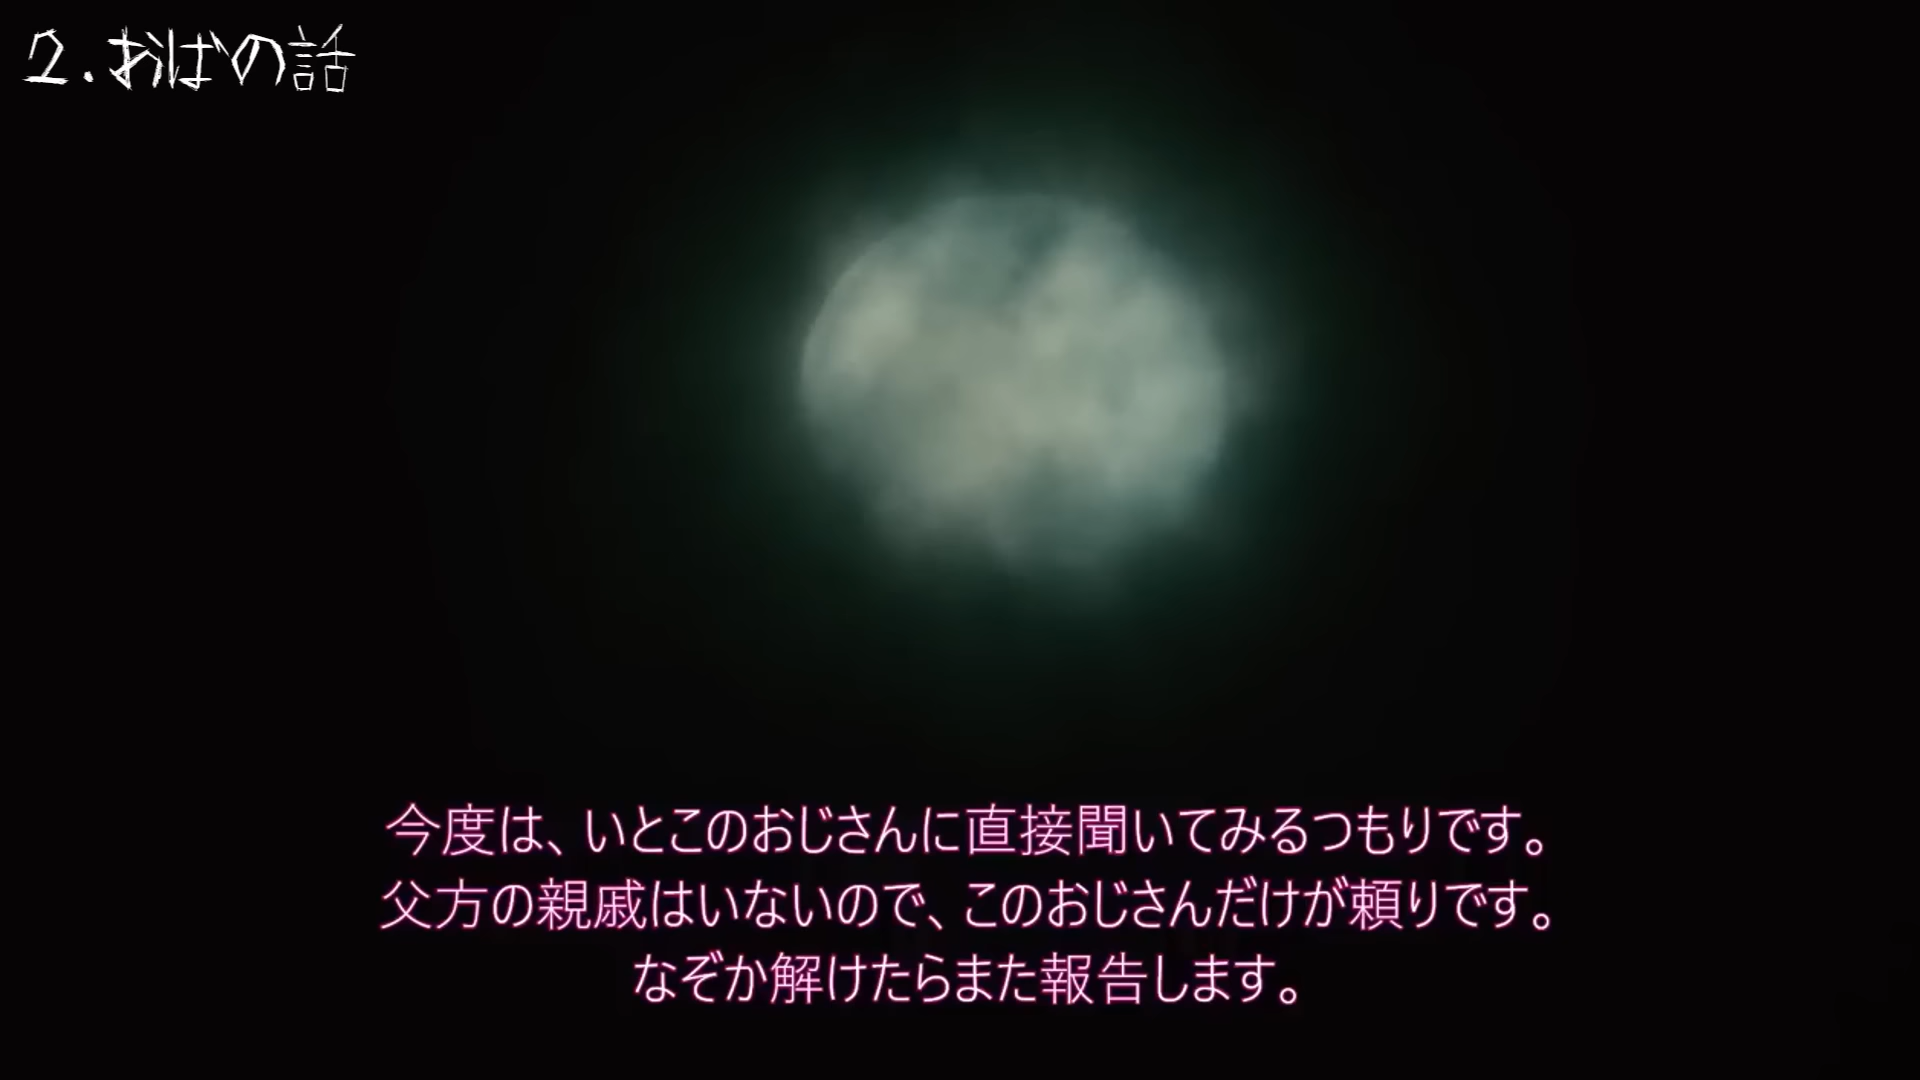 2.おばの話
今度は、いとこのおじさんに直接聞いてみるつもりです。
父方の親戚はいないので、このおじさんだけが頼りです。
なぞか解けたらまた報告します。